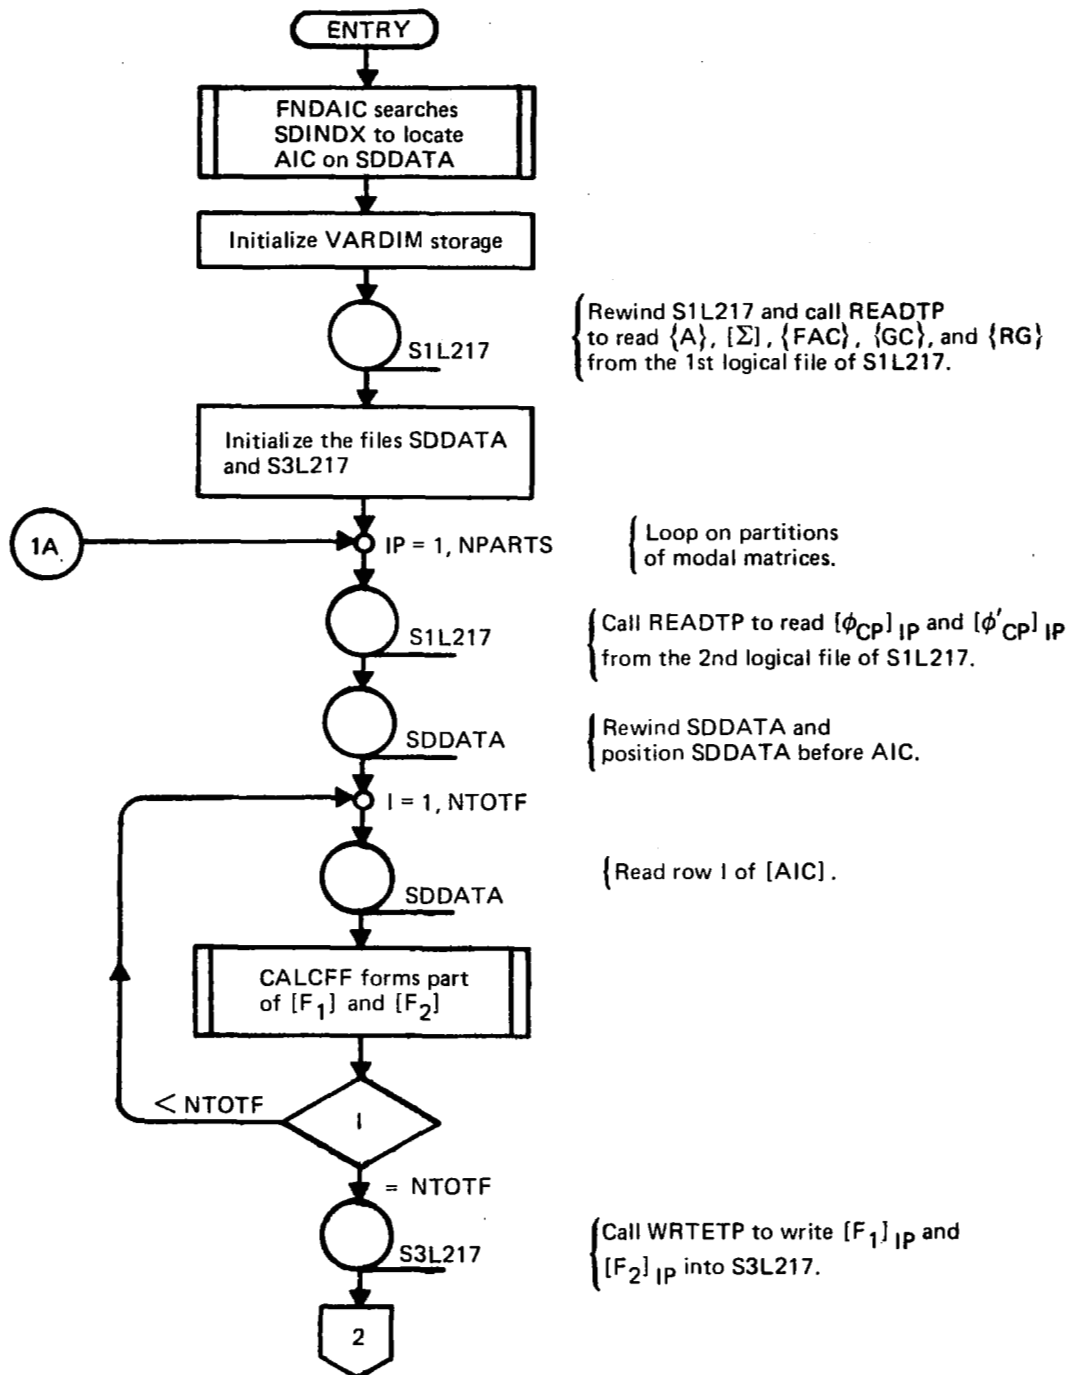 ENTRY
FNDAIC searches
SDINDX to locate
AIC on SDDATA
Initialize VARDIM storage
S1L217
Rewind S1L217 and call READTP
to read {A}, [Σ], {FAC}, {GC}, and {RG}
from the 1st logical file of S1L217.
Initialize the files SDDATA
and S3L217
1A
IP = 1, NPARTS
Loop on partitions
of modal matrices.
S1L217
Call READTP to read [ϕCP] IP and [ϕ'CP] IP
from the 2nd logical file of S1L217.
SDDATA
Rewind SDDATA and
position SDDATA before AIC.
I = 1, NTOTF
SDDATA
Read row I of [AIC] .
CALCFF forms part
of [F1] and [F2]
< NTOTF
I
= NTOTF
S3L217
Call WRTETP to write [F1] IP and
[F2] IP into S3L217.
2